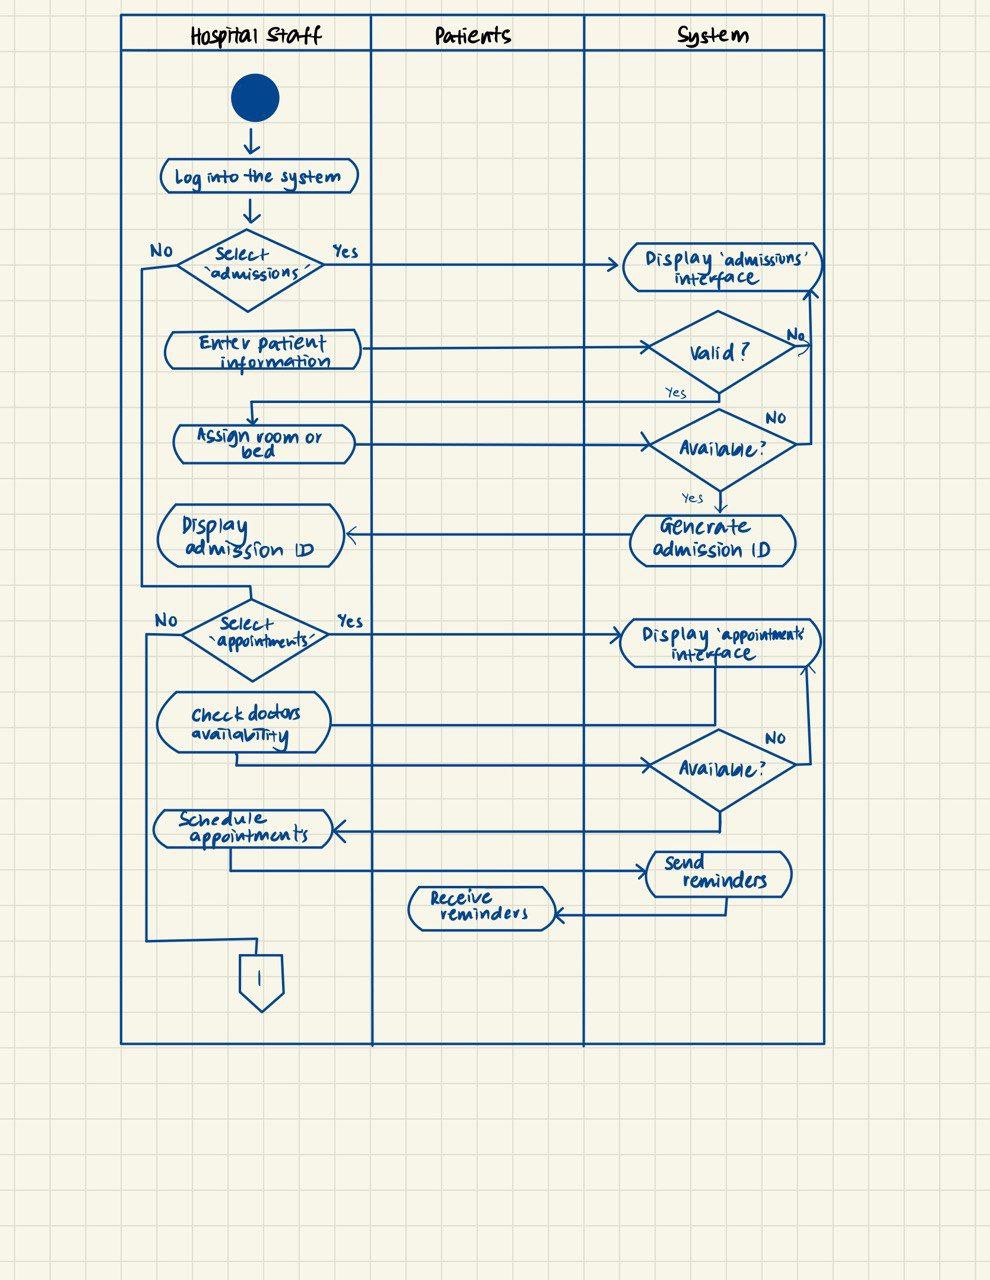 Hospital Staff
Patients
System
Log into the system
No
Select
'admissions'
Yes
Display 'admissions'
interface
Enter patient
information
Valid?
No
Yes
Assign room or
bed
Available?
NO
Yes
Display
admission ID
Generate
admission ID
No
Select
'appointments'
Yes
Display 'appointments'
interface
Check doctors
availability
Available?
NO
Schedule
appointments
Send
reminders
Receive
reminders
1